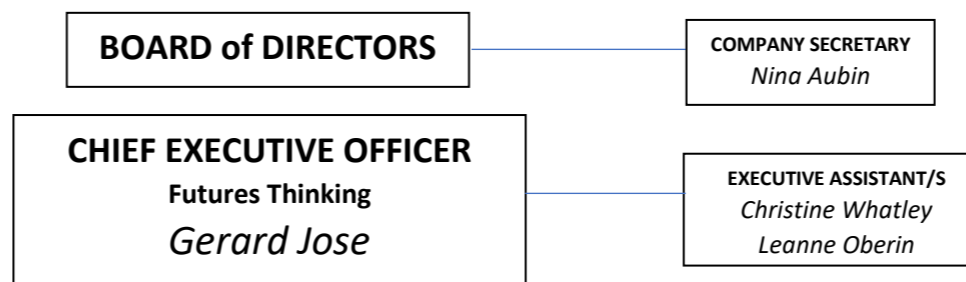 BOARD of DIRECTORS
COMPANY SECRETARY
Nina Aubin
CHIEF EXECUTIVE OFFICER
Futures Thinking
Gerard Jose
EXECUTIVE ASSISTANT/S
Christine Whatley
Leanne Oberin